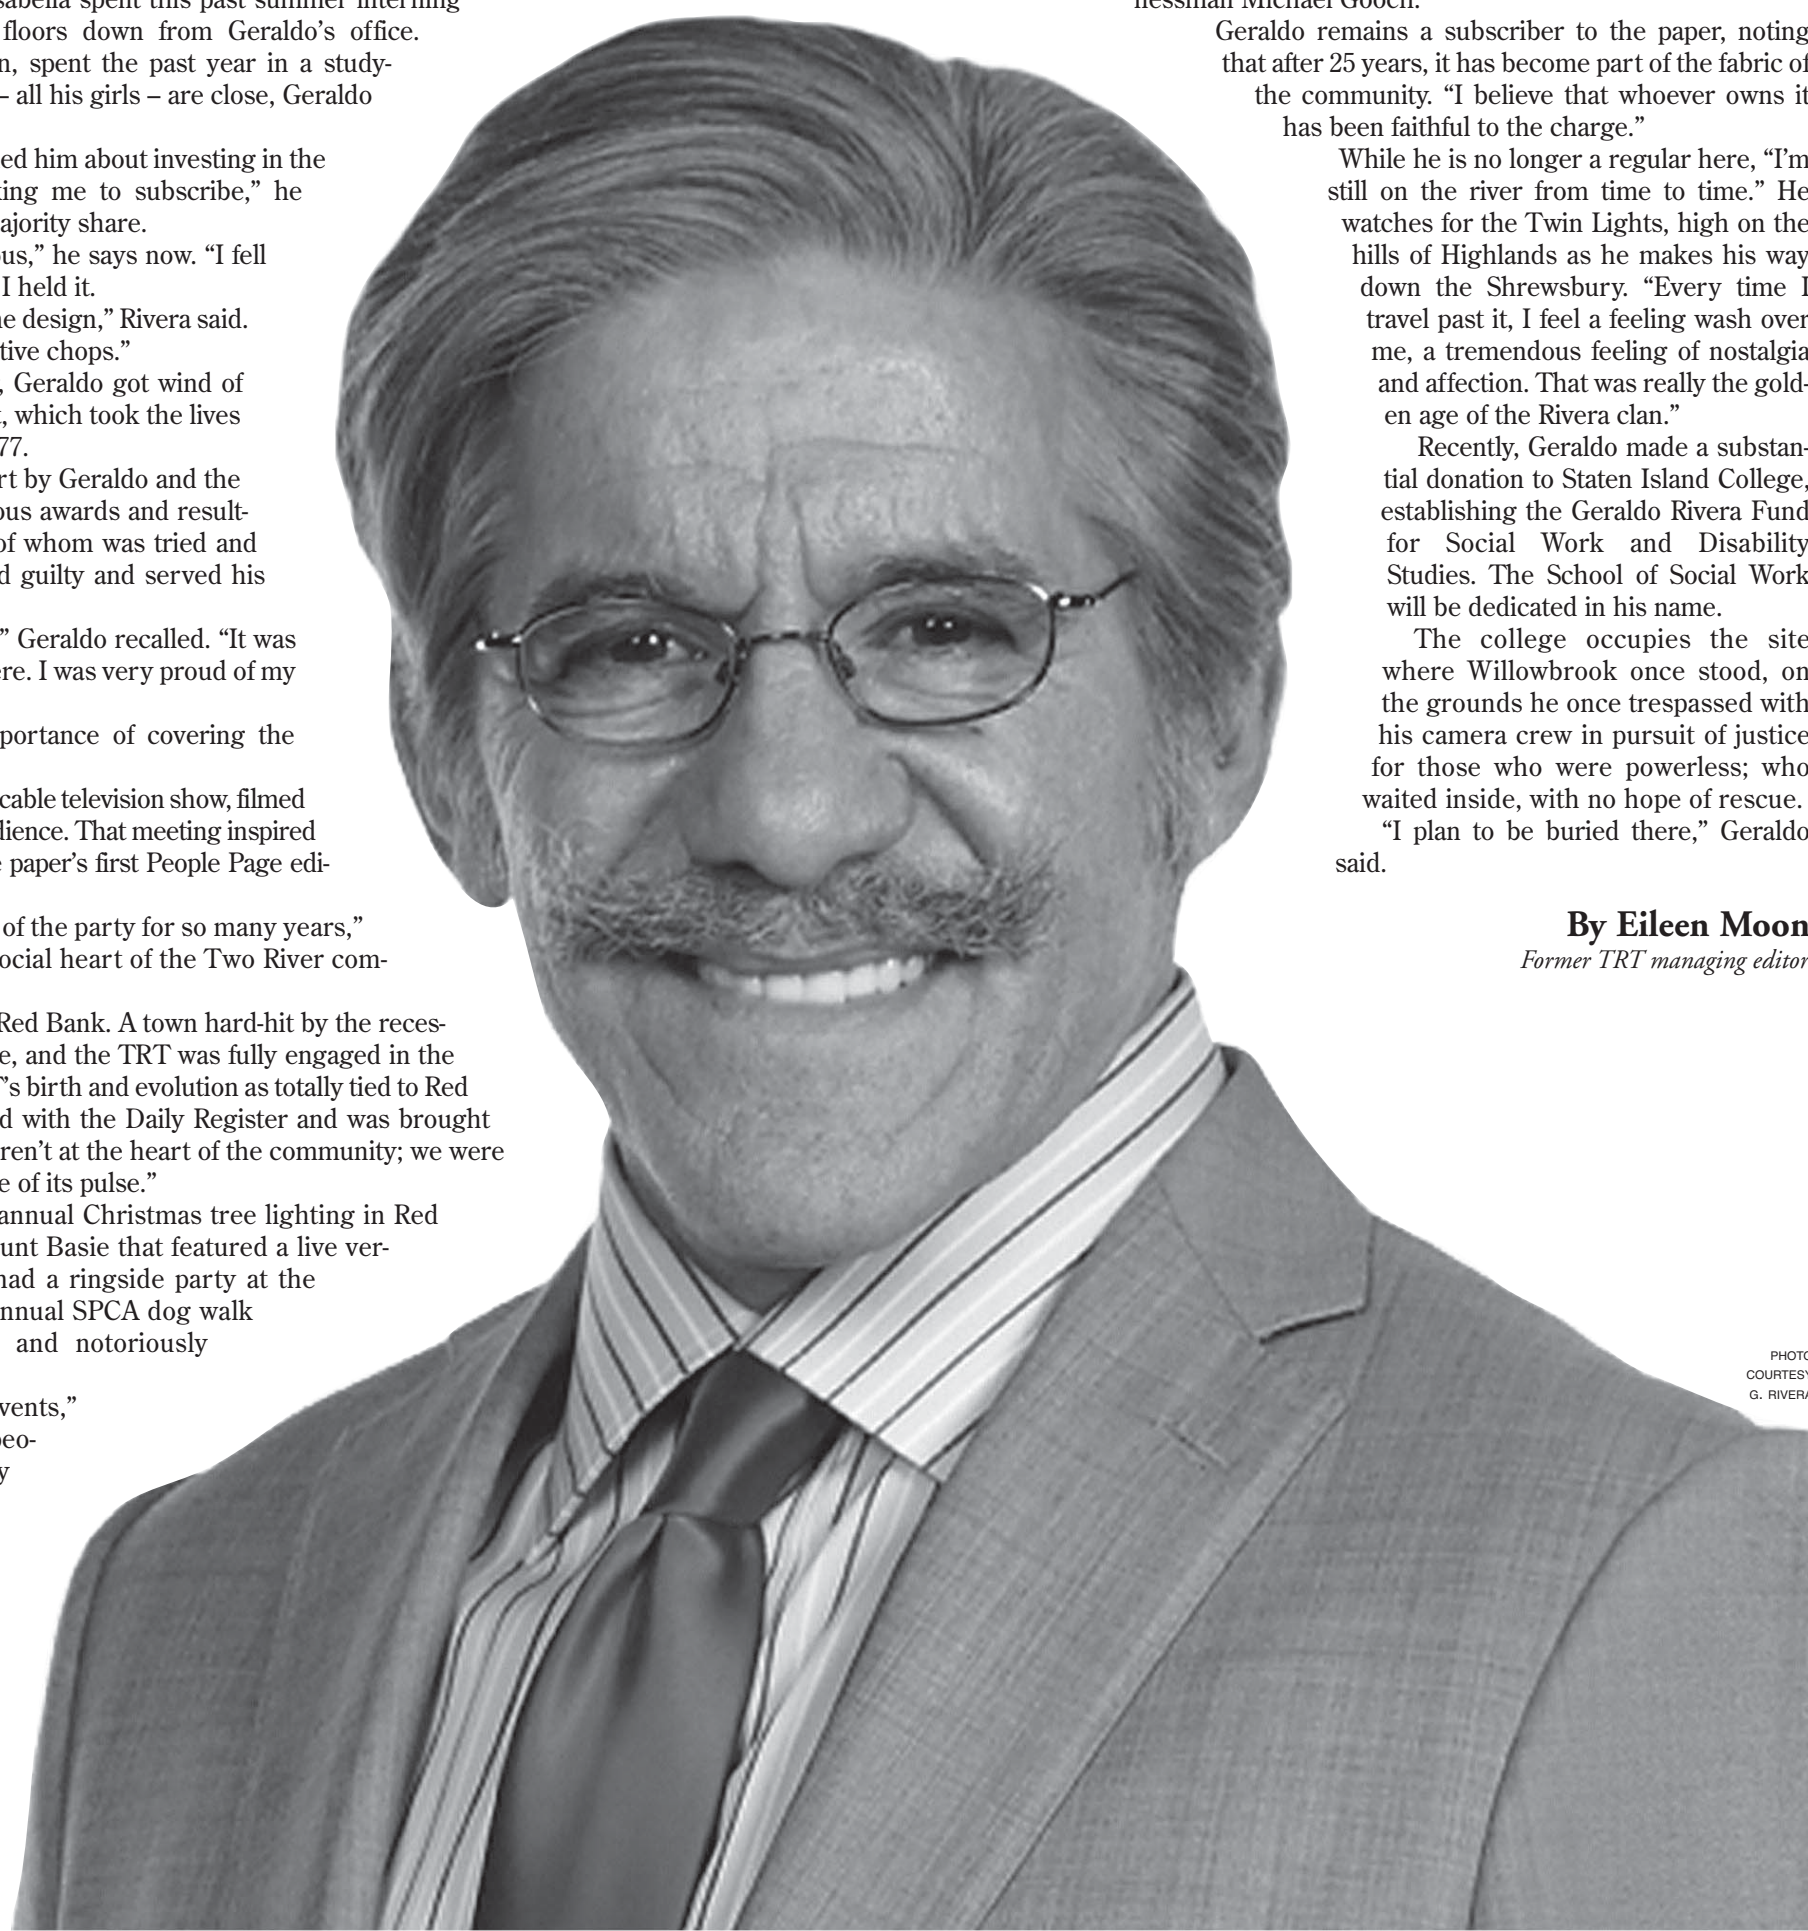 sabella spent this past summer interning
floors down from Geraldo’s office.
n, spent the past year in a study-
– all his girls – are close, Geraldo
ed him about investing in the
ing me to subscribe,” he
ajority share.
us,” he says now. “I fell
I held it.
e design,” Rivera said.
tive chops.”
, Geraldo got wind of
, which took the lives
77.
rt by Geraldo and the
ous awards and result-
of whom was tried and
d guilty and served his
” Geraldo recalled. “It was
ere. I was very proud of my
portance of covering the
cable television show, filmed
dience. That meeting inspired
e paper’s first People Page edi-
of the party for so many years,”
ocial heart of the Two River com-
Red Bank. A town hard-hit by the reces-
e, and the TRT was fully engaged in the
’s birth and evolution as totally tied to Red
d with the Daily Register and was brought
ren’t at the heart of the community; we were
e of its pulse.”
annual Christmas tree lighting in Red
unt Basie that featured a live ver-
had a ringside party at the
nnual SPCA dog walk
and notoriously
vents,”
peo-
y
nessman Michael Gooch.
Geraldo remains a subscriber to the paper, noting
that after 25 years, it has become part of the fabric of
the community. “I believe that whoever owns it
has been faithful to the charge.”
While he is no longer a regular here, “I’m
still on the river from time to time.” He
watches for the Twin Lights, high on the
hills of Highlands as he makes his way
down the Shrewsbury. “Every time I
travel past it, I feel a feeling wash over
me, a tremendous feeling of nostalgia
and affection. That was really the gold-
en age of the Rivera clan.”
Recently, Geraldo made a substan-
tial donation to Staten Island College,
establishing the Geraldo Rivera Fund
for Social Work and Disability
Studies. The School of Social Work
will be dedicated in his name.
The college occupies the site
where Willowbrook once stood, on
the grounds he once trespassed with
his camera crew in pursuit of justice
for those who were powerless; who
waited inside, with no hope of rescue.
“I plan to be buried there,” Geraldo
said.
By Eileen Moon
Former TRT managing editor
PHOTO
COURTESY
G. RIVERA